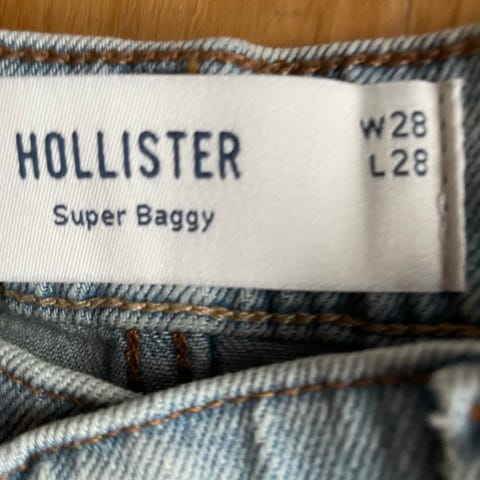 HOLLISTER
Super Baggy
W28
L28